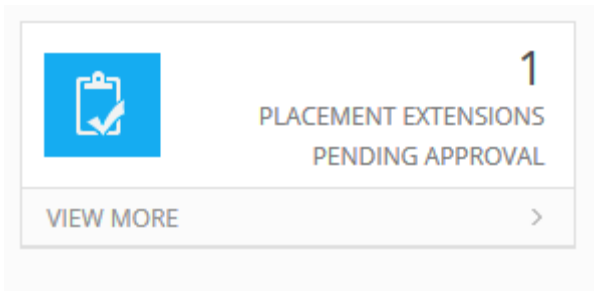 1
PLACEMENT EXTENSIONS
PENDING APPROVAL
VIEW MORE